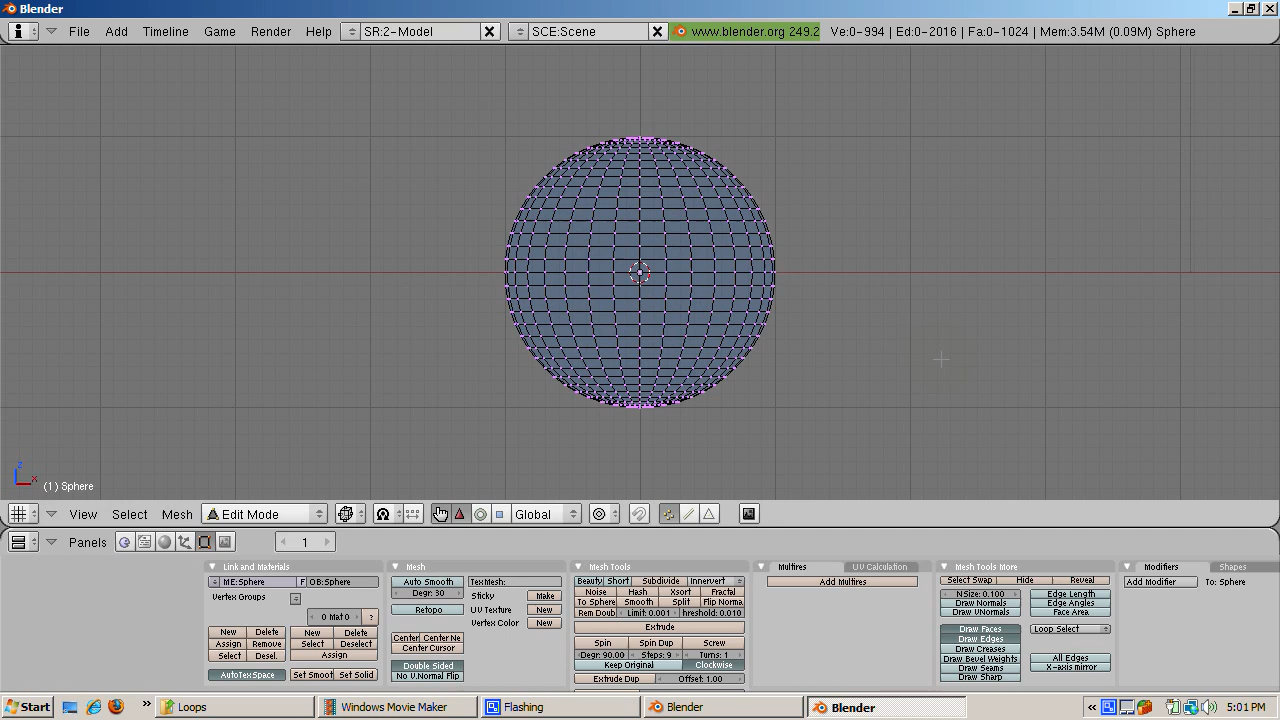 Blender
File Add Timeline Game Render Help SR:2-Model SCE:Scene www.blender.org 249.2 Ve:0-994 | Ed:0-2016 | Fa:0-1024 | Mem:3.54M (0.09M) Sphere
z
x
(1) Sphere
View Select Mesh Edit Mode Global
Panels 1
Link and Materials
ME:Sphere F OB:Sphere
Vertex Groups
0 Mat 0 ?
New Delete New Delete
Assign Remove Select Deselect
Select Desel. Assign
AutoTexSpace Set Smoot Set Solid
Mesh
Auto Smooth TexMesh:
Degr: 30 Sticky Make
Retopo UV Texture New
Vertex Color New
Center Center Ne
Center Cursor
Double Sided
No V.Normal Flip
Mesh Tools
Beauty Short Subdivide Innervert
Noise Hash Xsort Fractal
To Sphere Smooth Split Flip Norma
Rem Doub Limit: 0.001 hreshold: 0.010
Extrude
Spin Spin Dup Screw
Degr: 90.00 Steps: 9 Turns: 1
Keep Original Clockwise
Extrude Dup Offset: 1.00
Multires UV Calculation
Add Multires
Mesh Tools More
Select Swap Hide Reveal
NSize: 0.100 Edge Length
Draw Normals Edge Angles
Draw VNormals Face Area
Draw Faces Loop Select
Draw Edges
Draw Creases
Draw Bevel Weights All Edges
Draw Seams X-axis mirror
Draw Sharp
Modifiers Shapes
Add Modifier To: Sphere
Start » Loops Windows Movie Maker Flashing Blender Blender « 5:01 PM